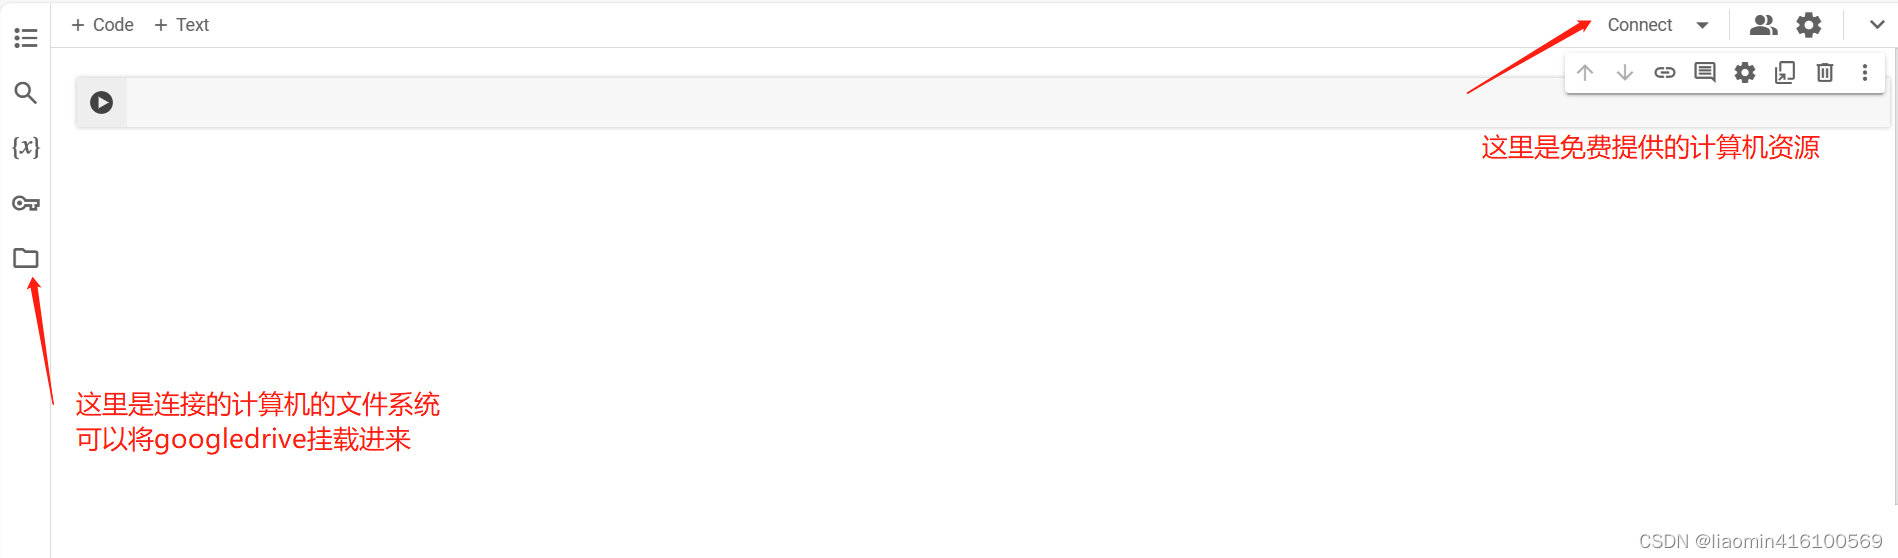 + Code + Text
Connect
{x}
这里是免费提供的计算机资源
这里是连接的计算机的文件系统
可以将googledrive挂载进来
CSDN @liaomin416100569